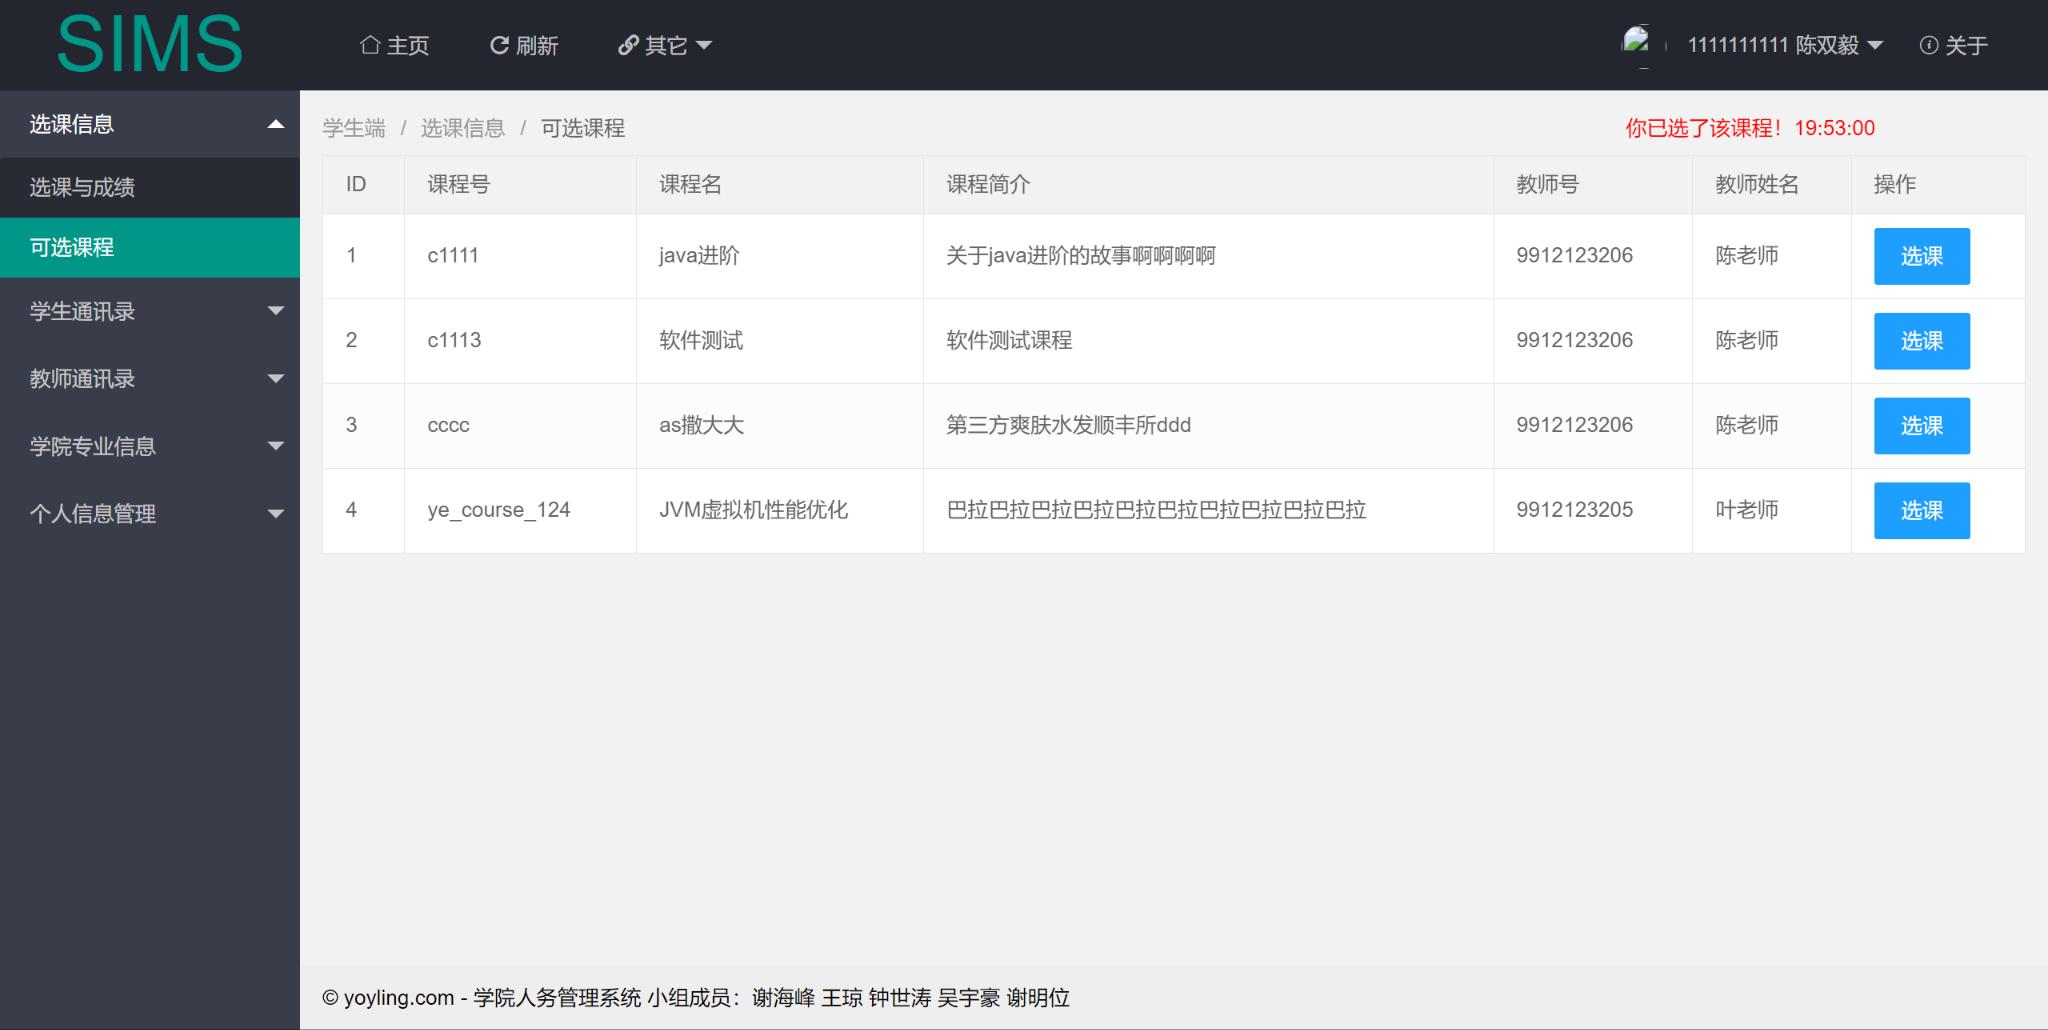 SIMS
主页 刷新 其它 1111111111 陈双毅 关于
选课信息
选课与成绩
可选课程
学生通讯录
教师通讯录
学院专业信息
个人信息管理
学生端 / 选课信息 / 可选课程 你已选了该课程！19:53:00
ID 课程号 课程名 课程简介 教师号 教师姓名 操作
1 c1111 java进阶 关于java进阶的故事啊啊啊啊 9912123206 陈老师 选课
2 c1113 软件测试 软件测试课程 9912123206 陈老师 选课
3 cccc as撒大大 第三方爽肤水发顺丰所ddd 9912123206 陈老师 选课
4 ye_course_124 JVM虚拟机性能优化 巴拉巴拉巴拉巴拉巴拉巴拉巴拉巴拉巴拉巴拉 9912123205 叶老师 选课
© yoyling.com - 学院人务管理系统 小组成员：谢海峰 王琼 钟世涛 吴宇豪 谢明位